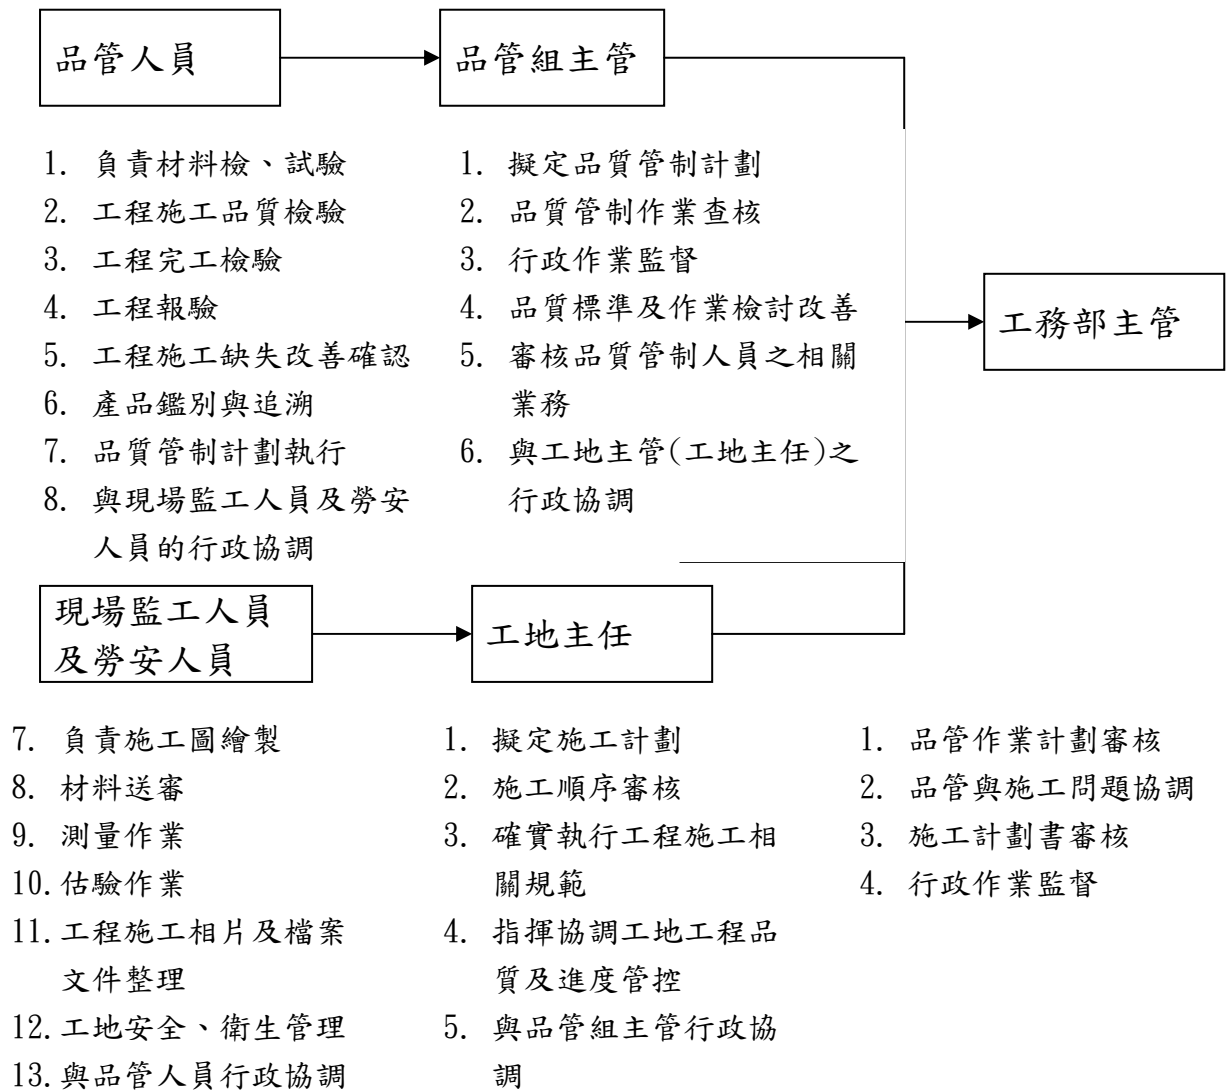 品管人員
品管組主管
1. 負責材料檢、試驗
2. 工程施工品質檢驗
3. 工程完工檢驗
4. 工程報驗
5. 工程施工缺失改善確認
6. 產品鑑別與追溯
7. 品質管制計劃執行
8. 與現場監工人員及勞安
人員的行政協調
1. 擬定品質管制計劃
2. 品質管制作業查核
3. 行政作業監督
4. 品質標準及作業檢討改善
5. 審核品質管制人員之相關
業務
6. 與工地主管(工地主任)之
行政協調
工務部主管
現場監工人員
及勞安人員
工地主任
7. 負責施工圖繪製
8. 材料送審
9. 測量作業
10.估驗作業
11.工程施工相片及檔案
文件整理
12.工地安全、衛生管理
13.與品管人員行政協調
1. 擬定施工計劃
2. 施工順序審核
3. 確實執行工程施工相
關規範
4. 指揮協調工地工程品
質及進度管控
5. 與品管組主管行政協
調
1. 品管作業計劃審核
2. 品管與施工問題協調
3. 施工計劃書審核
4. 行政作業監督